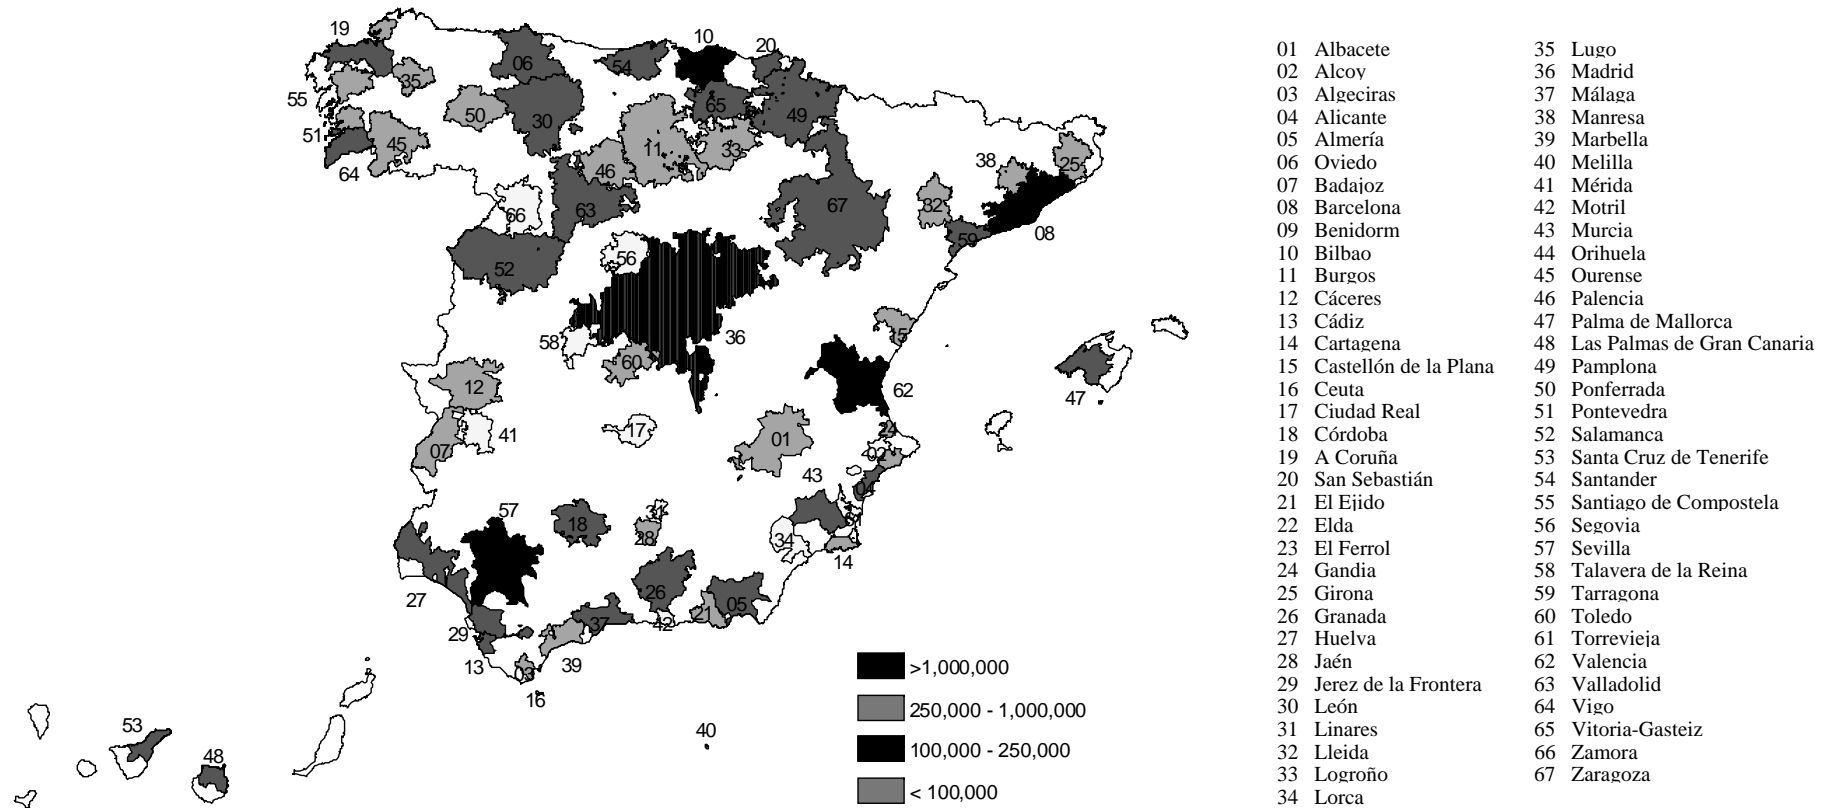 19
10
20
06
54
35
55
50
30
65
49
51
45
11
33
64
46
38
25
66
63
67
32
08
59
56
52
36
58
60
15
12
62
47
17
01
24
41
07
02
43
04
57
31
18
28
34
14
26
27
05
21
37
42
29
13
03
39
16
53
48
40
>1,000,000
250,000 - 1,000,000
100,000 - 250,000
< 100,000
01 Albacete
02 Alcoy
03 Algeciras
04 Alicante
05 Almería
06 Oviedo
07 Badajoz
08 Barcelona
09 Benidorm
10 Bilbao
11 Burgos
12 Cáceres
13 Cádiz
14 Cartagena
15 Castellón de la Plana
16 Ceuta
17 Ciudad Real
18 Córdoba
19 A Coruña
20 San Sebastián
21 El Ejido
22 Elda
23 El Ferrol
24 Gandia
25 Girona
26 Granada
27 Huelva
28 Jaén
29 Jerez de la Frontera
30 León
31 Linares
32 Lleida
33 Logroño
34 Lorca
35 Lugo
36 Madrid
37 Málaga
38 Manresa
39 Marbella
40 Melilla
41 Mérida
42 Motril
43 Murcia
44 Orihuela
45 Ourense
46 Palencia
47 Palma de Mallorca
48 Las Palmas de Gran Canaria
49 Pamplona
50 Ponferrada
51 Pontevedra
52 Salamanca
53 Santa Cruz de Tenerife
54 Santander
55 Santiago de Compostela
56 Segovia
57 Sevilla
58 Talavera de la Reina
59 Tarragona
60 Toledo
61 Torrevieja
62 Valencia
63 Valladolid
64 Vigo
65 Vitoria-Gasteiz
66 Zamora
67 Zaragoza